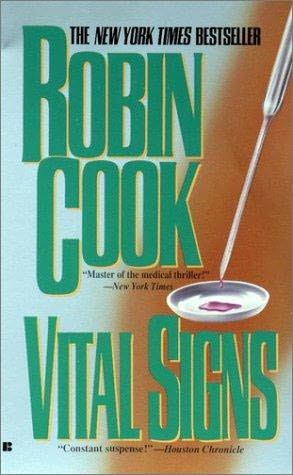 THE NEW YORK TIMES BESTSELLER
ROBIN
COOK
"Master of the medical thriller!"
—New York Times
VITAL SIGNS
B
"Constant suspense!"—Houston Chronicle